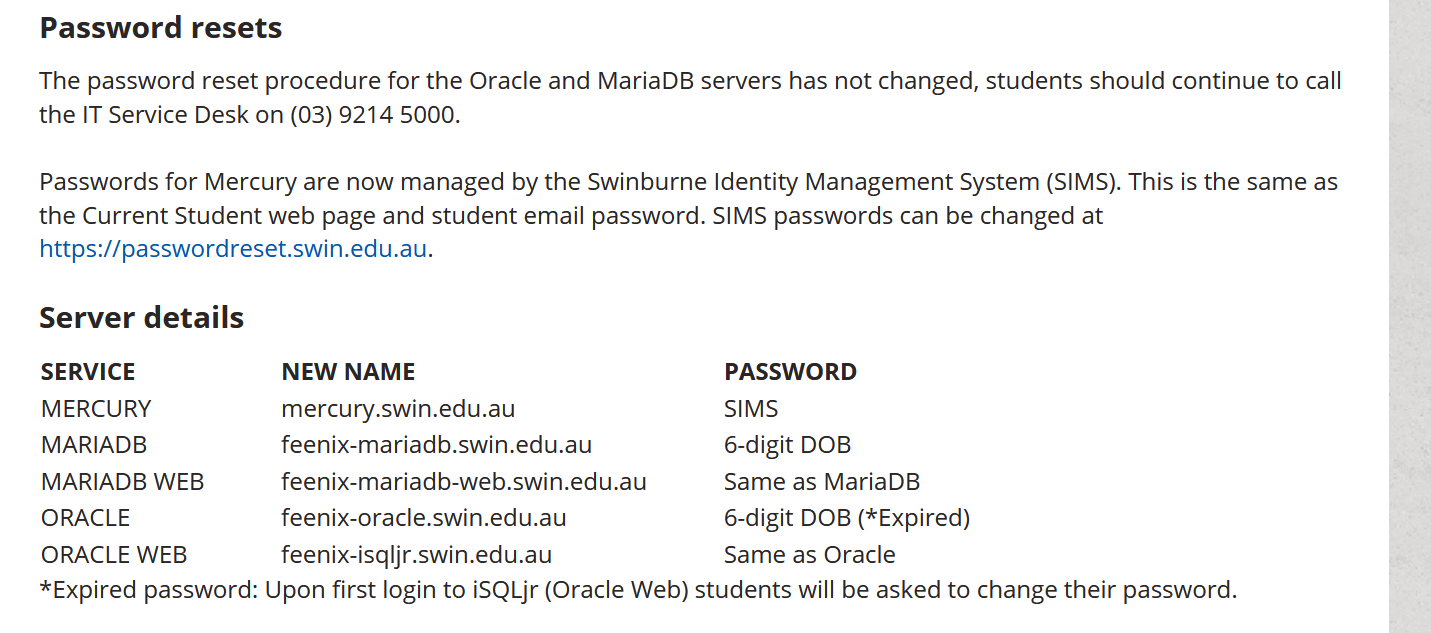 Password resets
The password reset procedure for the Oracle and MariaDB servers has not changed, students should continue to call
the IT Service Desk on (03) 9214 5000.
Passwords for Mercury are now managed by the Swinburne Identity Management System (SIMS). This is the same as
the Current Student web page and student email password. SIMS passwords can be changed at
https://passwordreset.swin.edu.au.
Server details
SERVICE NEW NAME PASSWORD
MERCURY mercury.swin.edu.au SIMS
MARIADB feenix-mariadb.swin.edu.au 6-digit DOB
MARIADB WEB feenix-mariadb-web.swin.edu.au Same as MariaDB
ORACLE feenix-oracle.swin.edu.au 6-digit DOB (*Expired)
ORACLE WEB feenix-isqljr.swin.edu.au Same as Oracle
*Expired password: Upon first login to iSQLjr (Oracle Web) students will be asked to change their password.